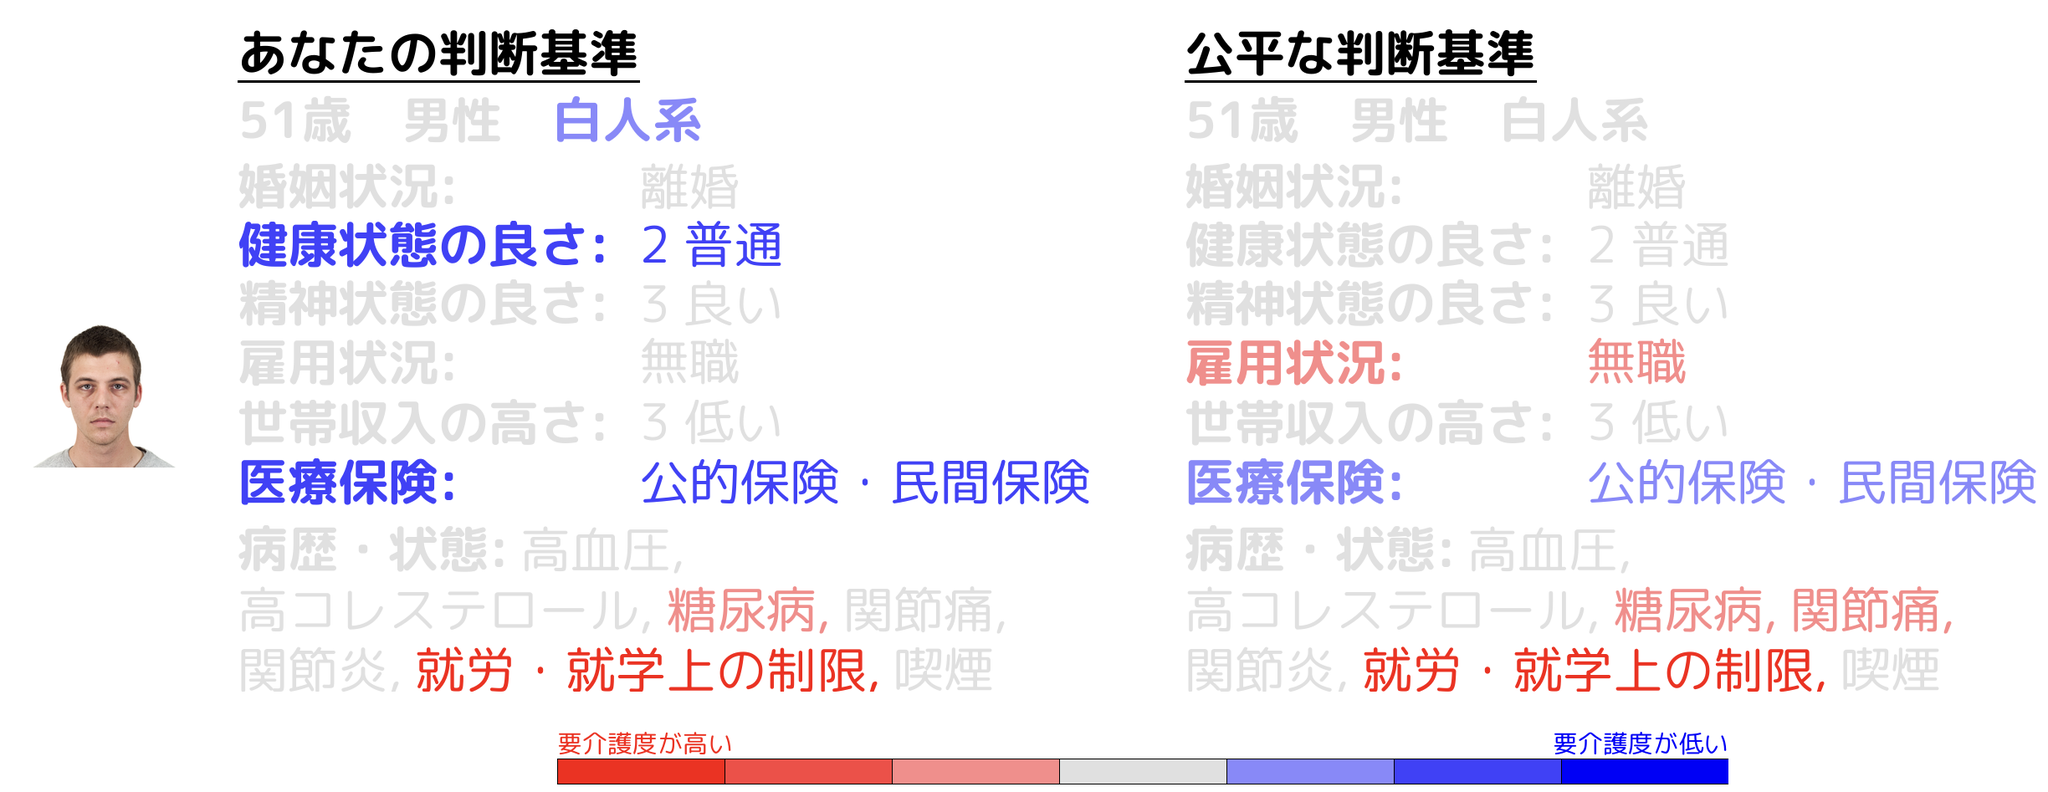 あなたの判断基準
51歳　男性　白人系
婚姻状況: 離婚
健康状態の良さ: 2 普通
精神状態の良さ: 3 良い
雇用状況: 無職
世帯収入の高さ: 3 低い
医療保険: 公的保険・民間保険
病歴・状態: 高血圧,
高コレステロール, 糖尿病, 関節痛,
関節炎, 就労・就学上の制限, 喫煙
公平な判断基準
51歳　男性　白人系
婚姻状況: 離婚
健康状態の良さ: 2 普通
精神状態の良さ: 3 良い
雇用状況: 無職
世帯収入の高さ: 3 低い
医療保険: 公的保険・民間保険
病歴・状態: 高血圧,
高コレステロール, 糖尿病, 関節痛,
関節炎, 就労・就学上の制限, 喫煙
要介護度が高い
要介護度が低い